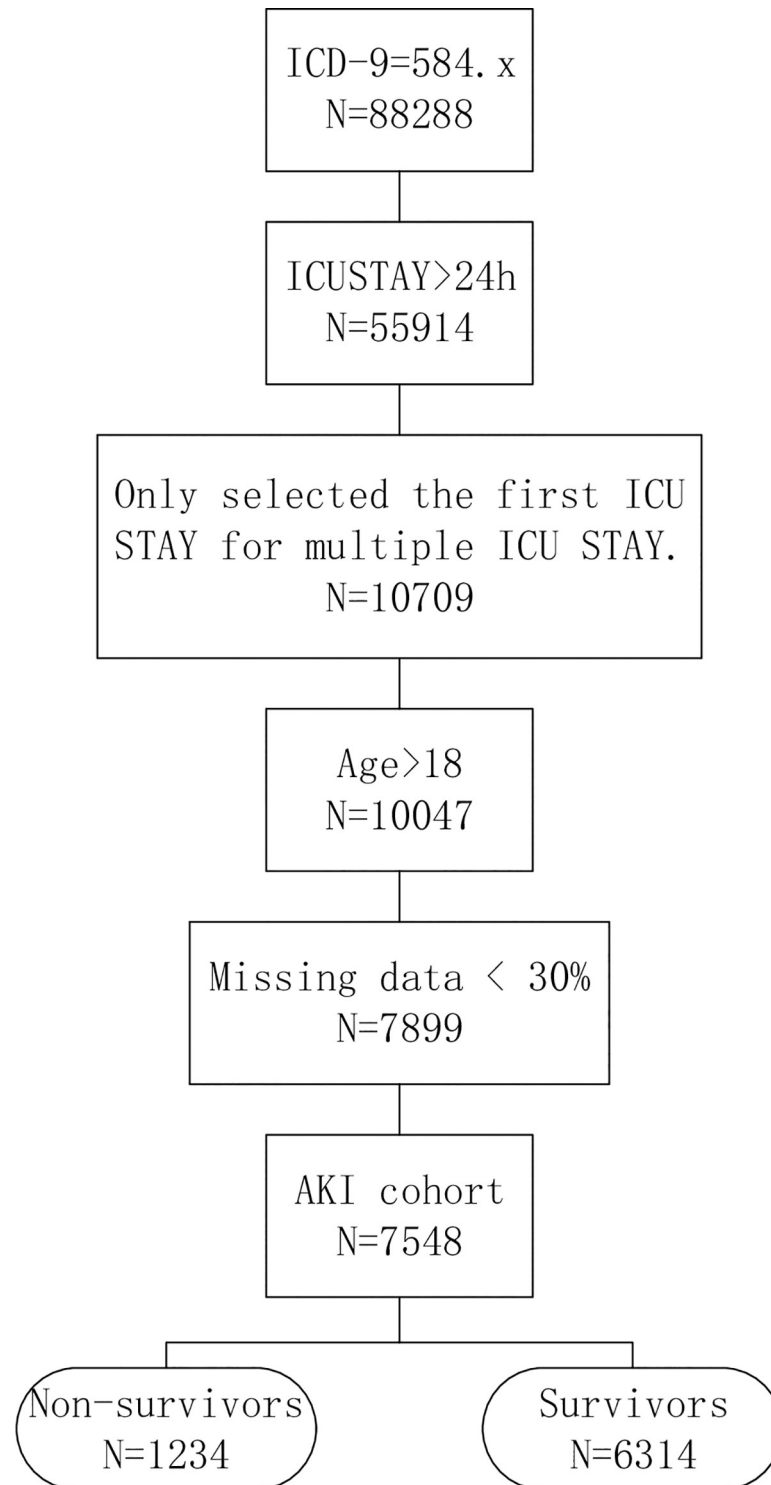 ICD-9=584.x
N=88288
ICUSTAY>24h
N=55914
Only selected the first ICU
STAY for multiple ICU STAY.
N=10709
Age>18
N=10047
Missing data < 30%
N=7899
AKI cohort
N=7548
Non-survivors
N=1234
Survivors
N=6314